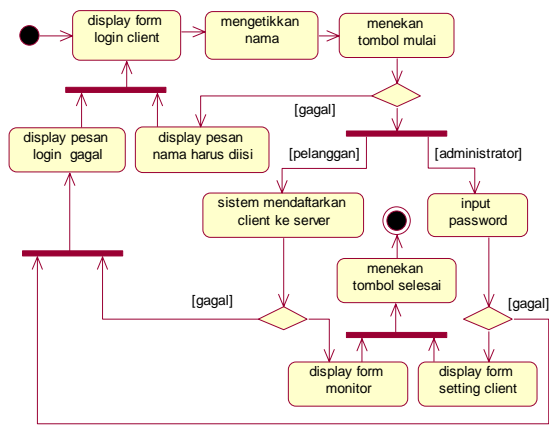 display form
login client
mengetikkan
nama
menekan
tombol mulai
[gagal]
display pesan
login gagal
display pesan
nama harus diisi
[pelanggan]
[administrator]
sistem mendaftarkan
client ke server
input
password
menekan
tombol selesai
[gagal]
[gagal]
display form
monitor
display form
setting client